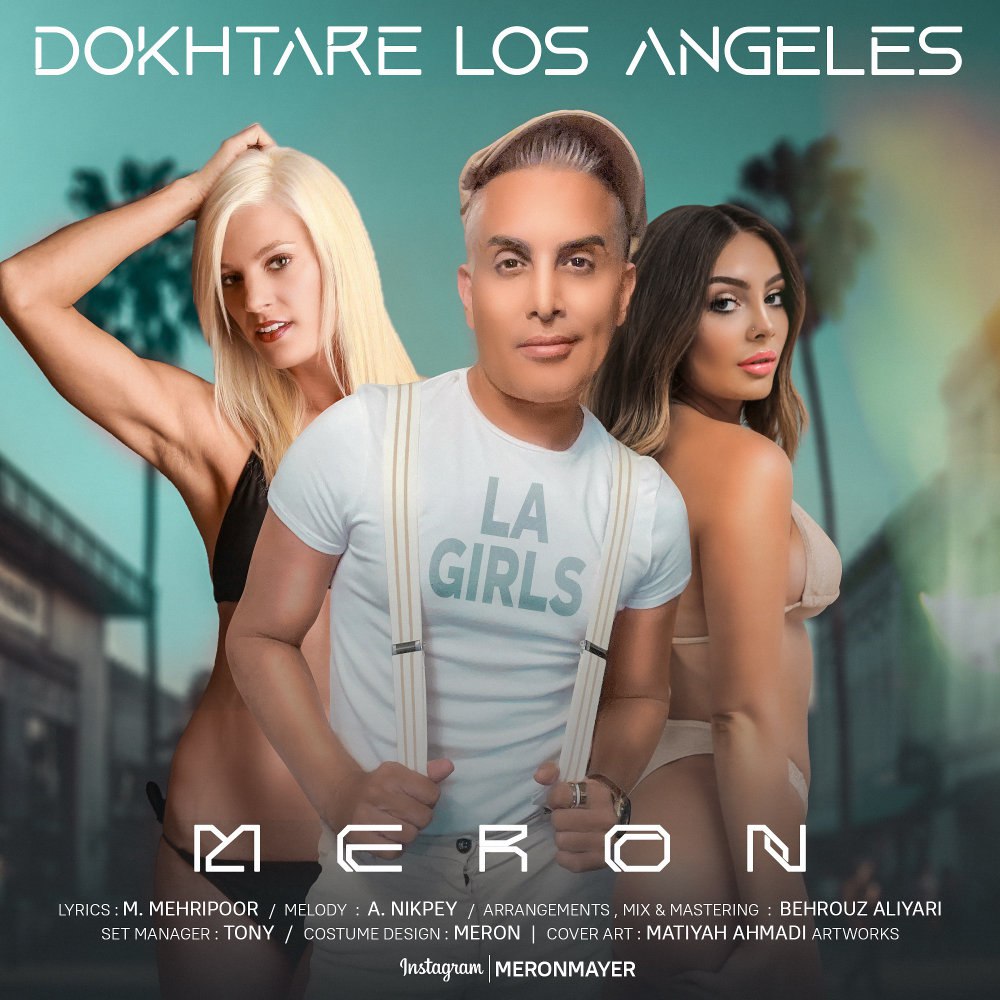 DOKHTARE LOS ANGELES
LA
GIRLS
MERON
LYRICS : M. MEHRIPOOR / MELODY : A. NIKPEY / ARRANGEMENTS , MIX & MASTERING : BEHROUZ ALIYARI
SET MANAGER : TONY / COSTUME DESIGN : MERON | COVER ART : MATIYAH AHMADI ARTWORKS
Instagram | MERONMAYER